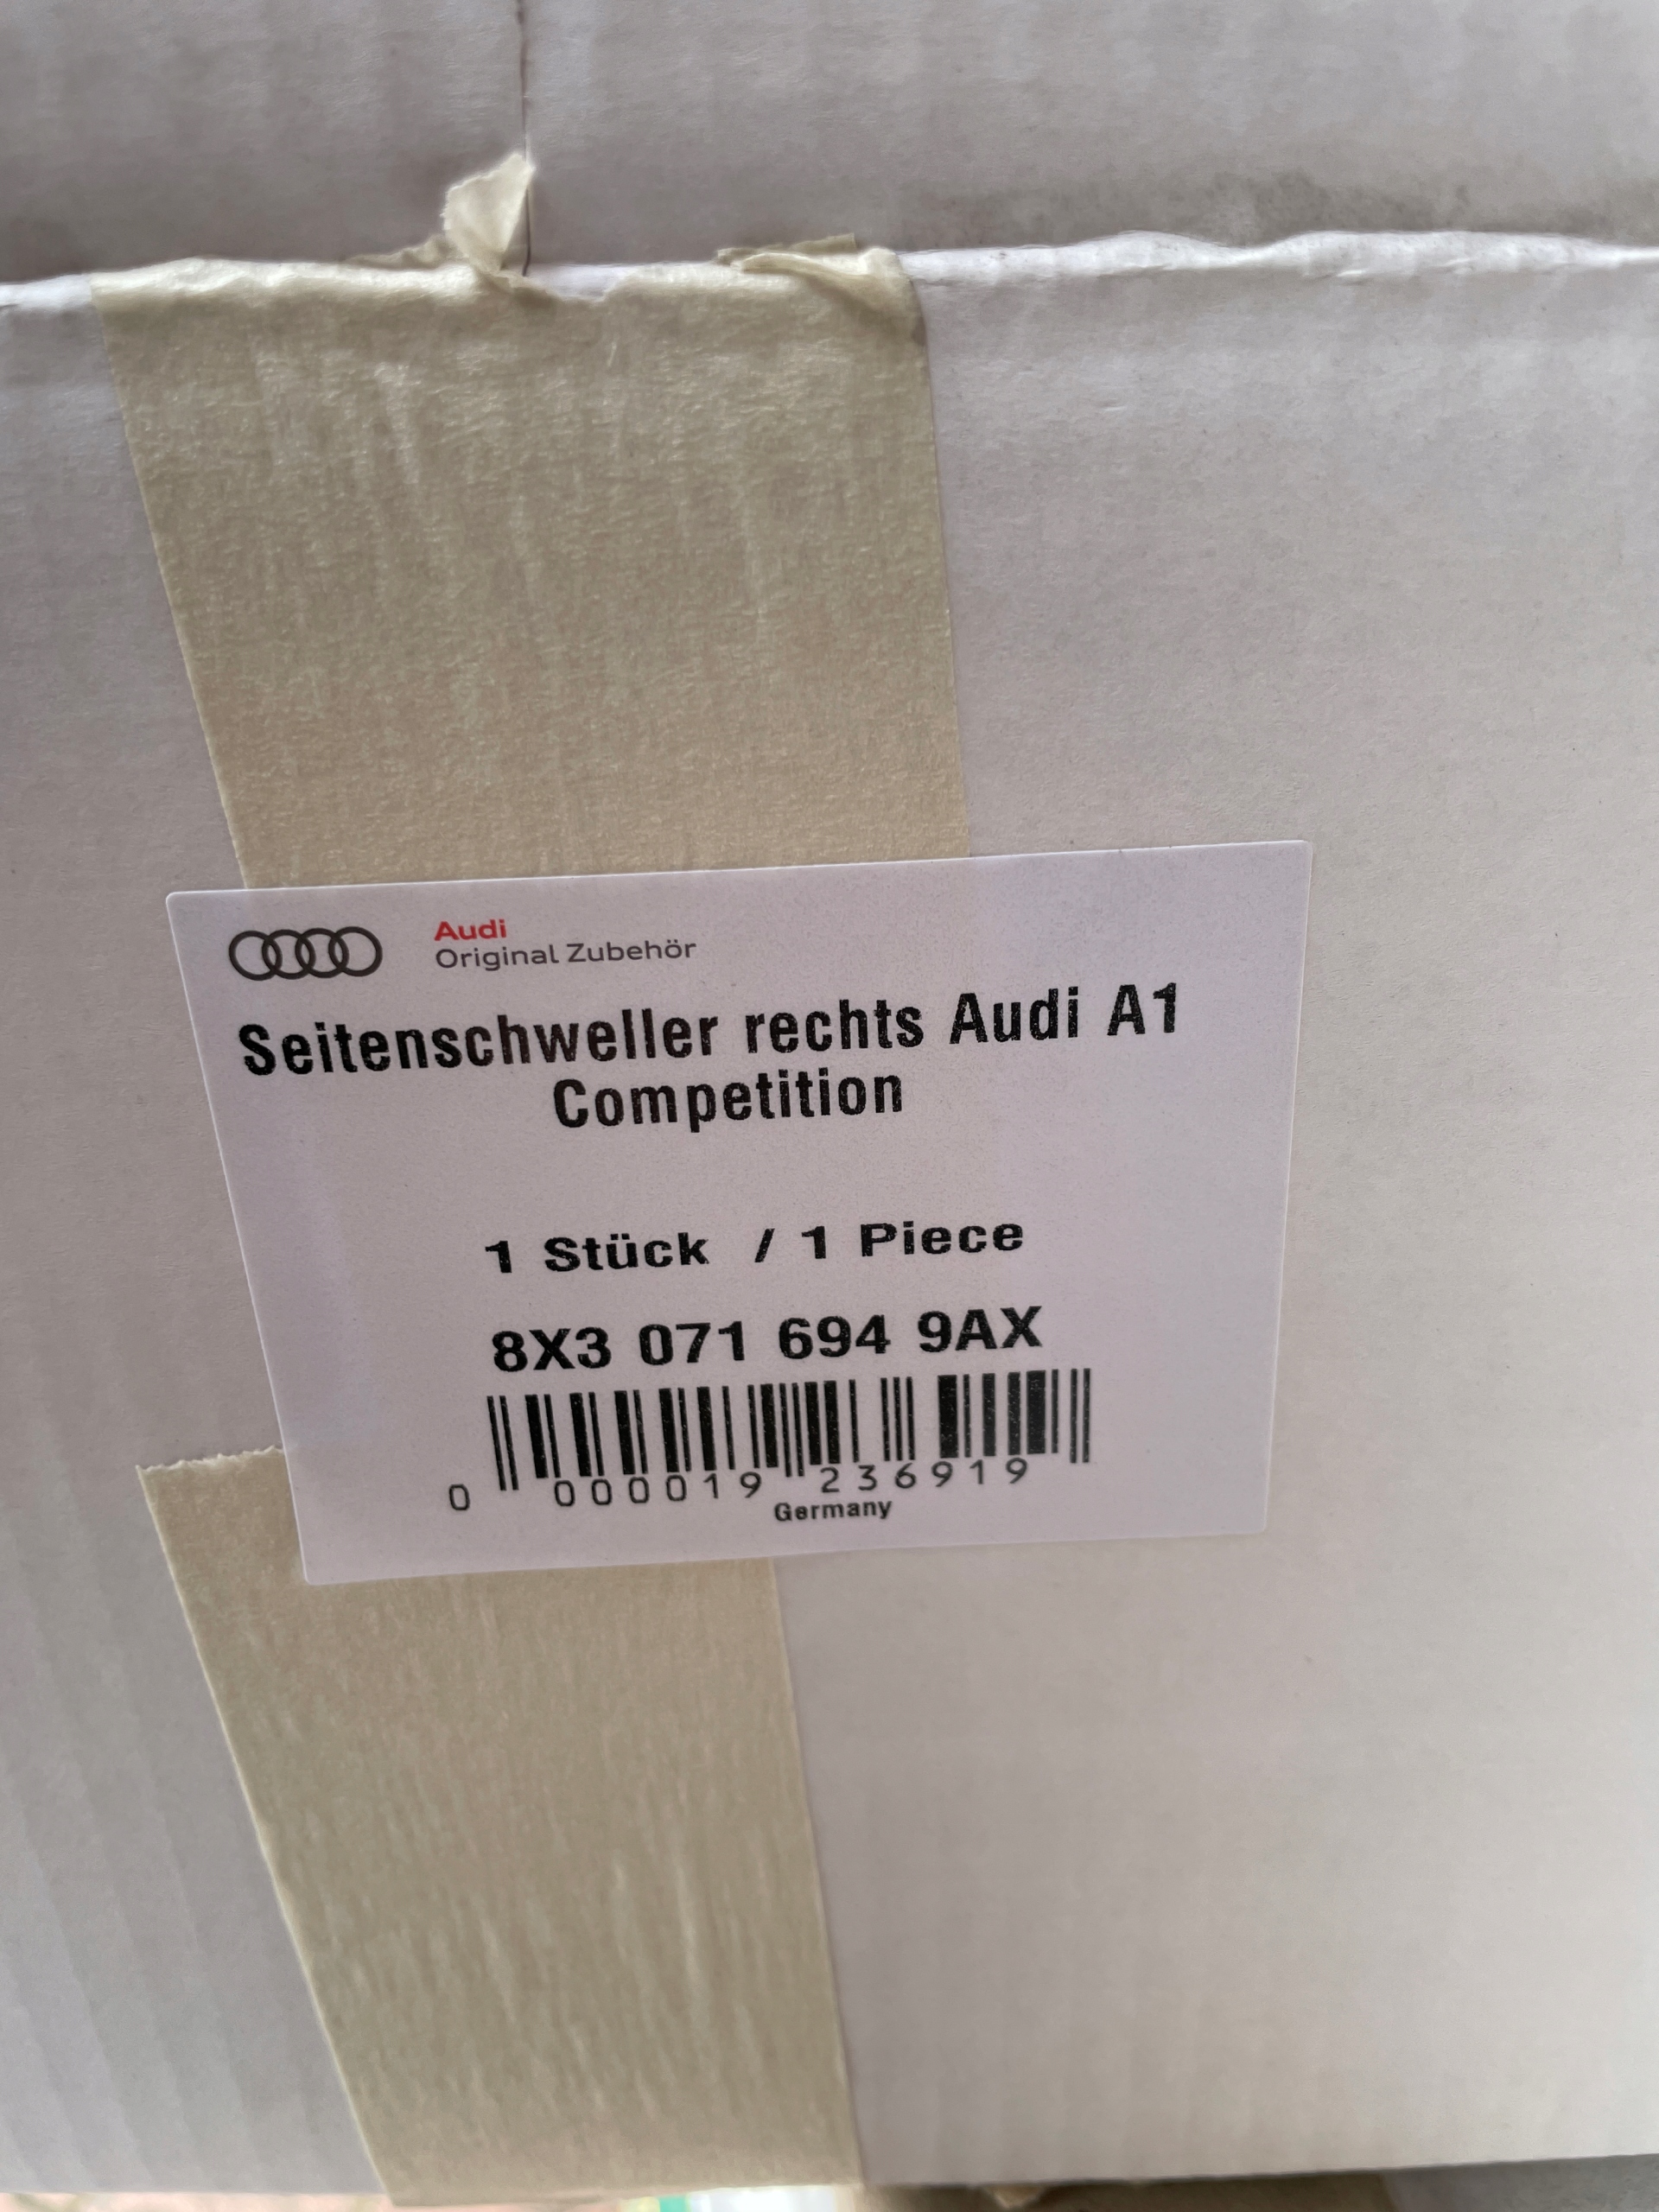 Audi
Original Zubehör
Seitenschweller rechts Audi A1
Competition
1 Stück / 1 Piece
8X3 071 694 9AX
0 000019 236919
Germany